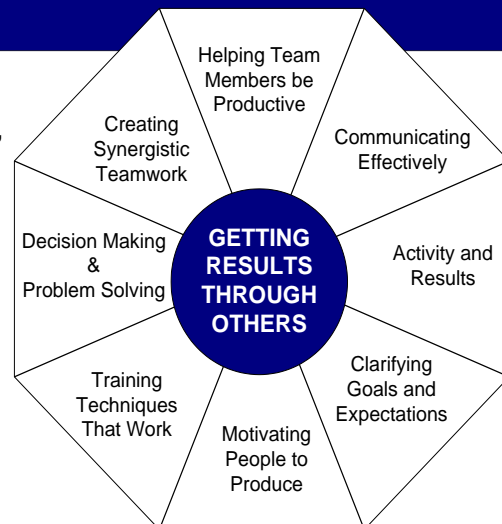 Helping Team
Members be
Productive
Communicating
Effectively
Activity and
Results
Clarifying
Goals and
Expectations
Motivating
People to
Produce
Training
Techniques
That Work
Decision Making
&
Problem Solving
Creating
Synergistic
Teamwork
GETTING
RESULTS
THROUGH
OTHERS